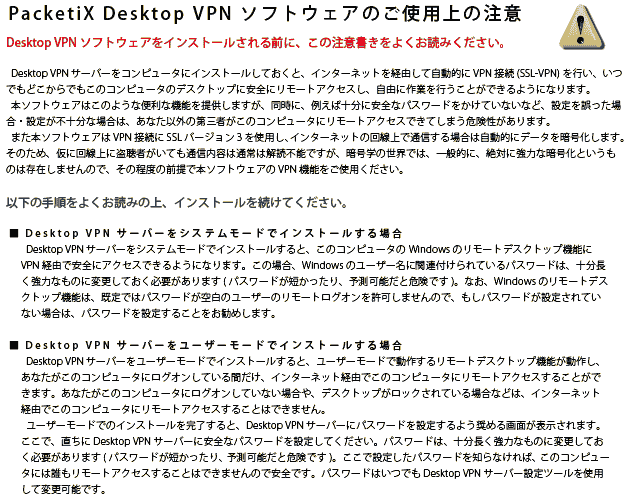 PacketiX Desktop VPN ソフトウェアのご使用上の注意
Desktop VPN ソフトウェアをインストールされる前に、この注意書きをよくお読みください。
Desktop VPN サーバーをコンピュータにインストールしておくと、インターネットを経由して自動的に VPN 接続 (SSL-VPN) を行い、いつ
でもどこからでもこのコンピュータのデスクトップに安全にリモートアクセスし、自由に作業を行うことができるようになります。
本ソフトウェアはこのような便利な機能を提供しますが、同時に、例えば十分に安全なパスワードをかけていないなど、設定を誤った場
合・設定が不十分な場合は、あなた以外の第三者がこのコンピュータにリモートアクセスできてしまう危険性があります。
また本ソフトウェアは VPN 接続に SSL バージョン 3 を使用し、インターネットの回線上で通信する場合は自動的にデータを暗号化します。
そのため、仮に回線上に盗聴者がいても通信内容は通常は解読不能ですが、暗号学の世界では、一般的に、絶対に強力な暗号化というも
のは存在しませんので、その程度の前提で本ソフトウェアの VPN 機能をご使用ください。
以下の手順をよくお読みの上、インストールを続けてください。
■ Desktop VPN サーバーをシステムモードでインストールする場合
Desktop VPN サーバーをシステムモードでインストールすると、このコンピュータの Windows のリモートデスクトップ機能に
VPN 経由で安全にアクセスできるようになります。この場合、Windows のユーザー名に関連付けられているパスワードは、十分長
く強力なものに変更しておく必要があります ( パスワードが短かったり、予測可能だと危険です )。なお、Windows のリモートデス
クトップ機能は、既定ではパスワードが空白のユーザーのリモートログオンを許可しませんので、もしパスワードが設定されてい
ない場合は、パスワードを設定することをお勧めします。
■ Desktop VPN サーバーをユーザーモードでインストールする場合
Desktop VPN サーバーをユーザーモードでインストールすると、ユーザーモードで動作するリモートデスクトップ機能が動作し、
あなたがこのコンピュータにログオンしている間だけ、インターネット経由でこのコンピュータにリモートアクセスすることがで
きます。あなたがこのコンピュータにログオンしていない場合や、デスクトップがロックされている場合などは、インターネット
経由でこのコンピュータにリモートアクセスすることはできません。
ユーザーモードでのインストールを完了すると、Desktop VPN サーバーにパスワードを設定するよう奨める画面が表示されます。
ここで、直ちに Desktop VPN サーバーに安全なパスワードを設定してください。パスワードは、十分長く強力なものに変更してお
く必要があります ( パスワードが短かったり、予測可能だと危険です )。ここで設定したパスワードを知らなければ、このコンピュー
タには誰もリモートアクセスすることはできませんので安全です。パスワードはいつでも Desktop VPN サーバー設定ツールを使用
して変更可能です。